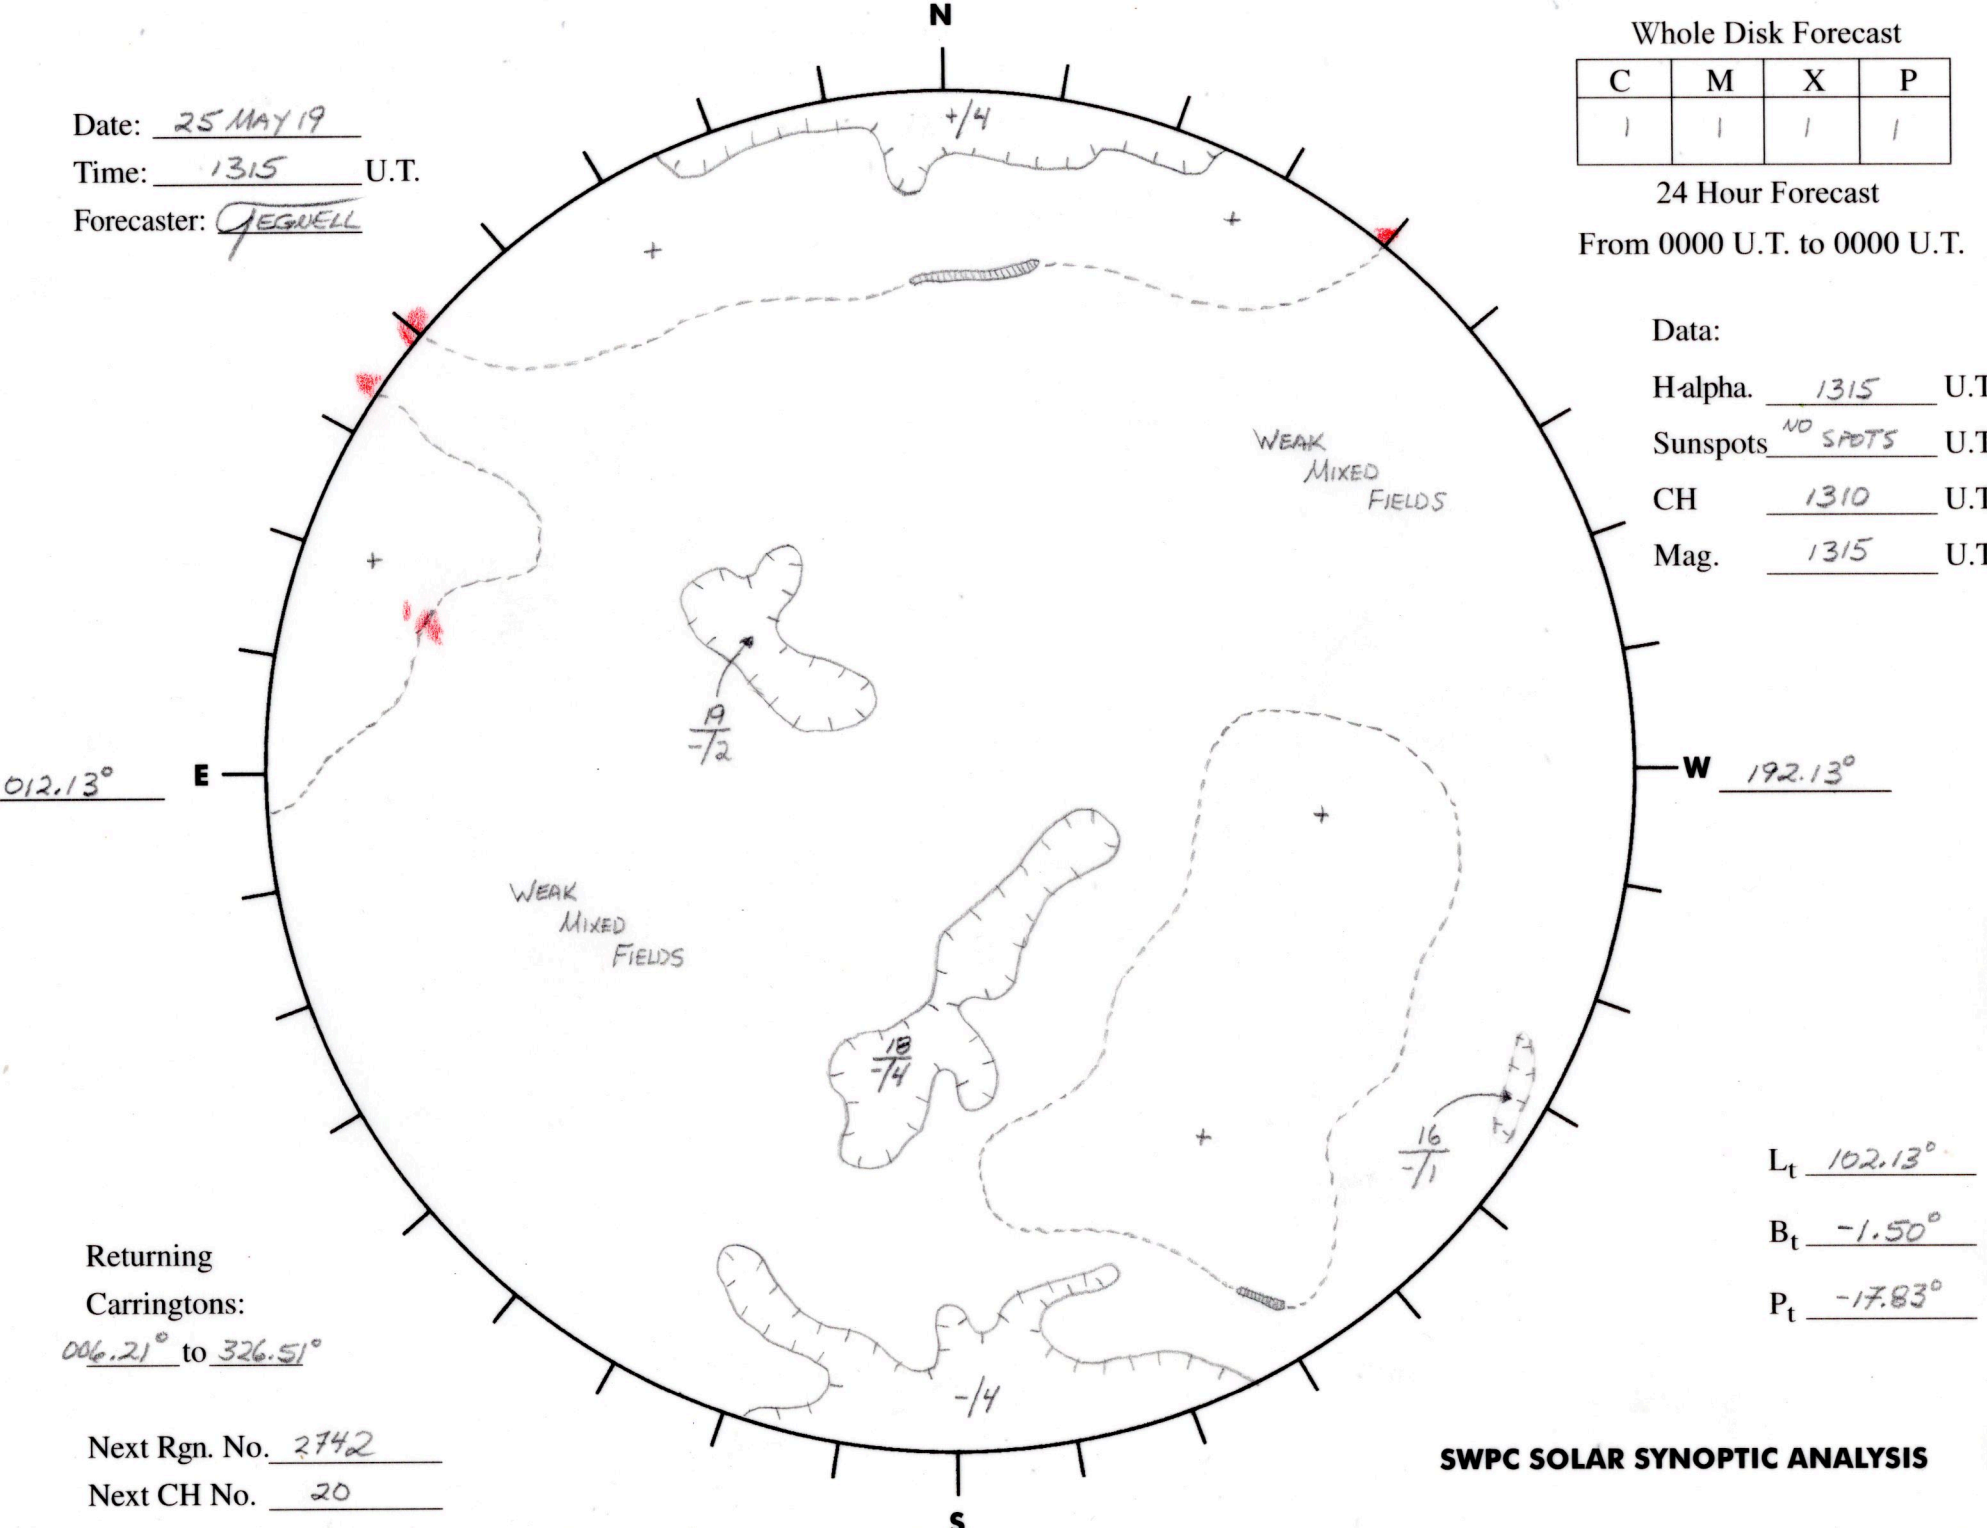 N
Whole Disk Forecast
C M X P
1 1 1 1
24 Hour Forecast
From 0000 U.T. to 0000 U.T.
Date: 25 MAY 19
Time: 1315 U.T.
Forecaster: TEGNELL
+/4
+
+
Data:
H-alpha. 1315 U.T
Sunspots NO SPOTS U.T
CH 1310 U.T
Mag. 1315 U.T
WEAK
MIXED
FIELDS
+
19
-/2
012.13° E
W 192.13°
+
WEAK
MIXED
FIELDS
18
-/4
+
16
-/1
Lt 102.13°
Bt -1.50°
Pt -17.83°
Returning
Carringtons:
006.21° to 326.51°
-/4
Next Rgn. No. 2742
Next CH No. 20
SWPC SOLAR SYNOPTIC ANALYSIS
S